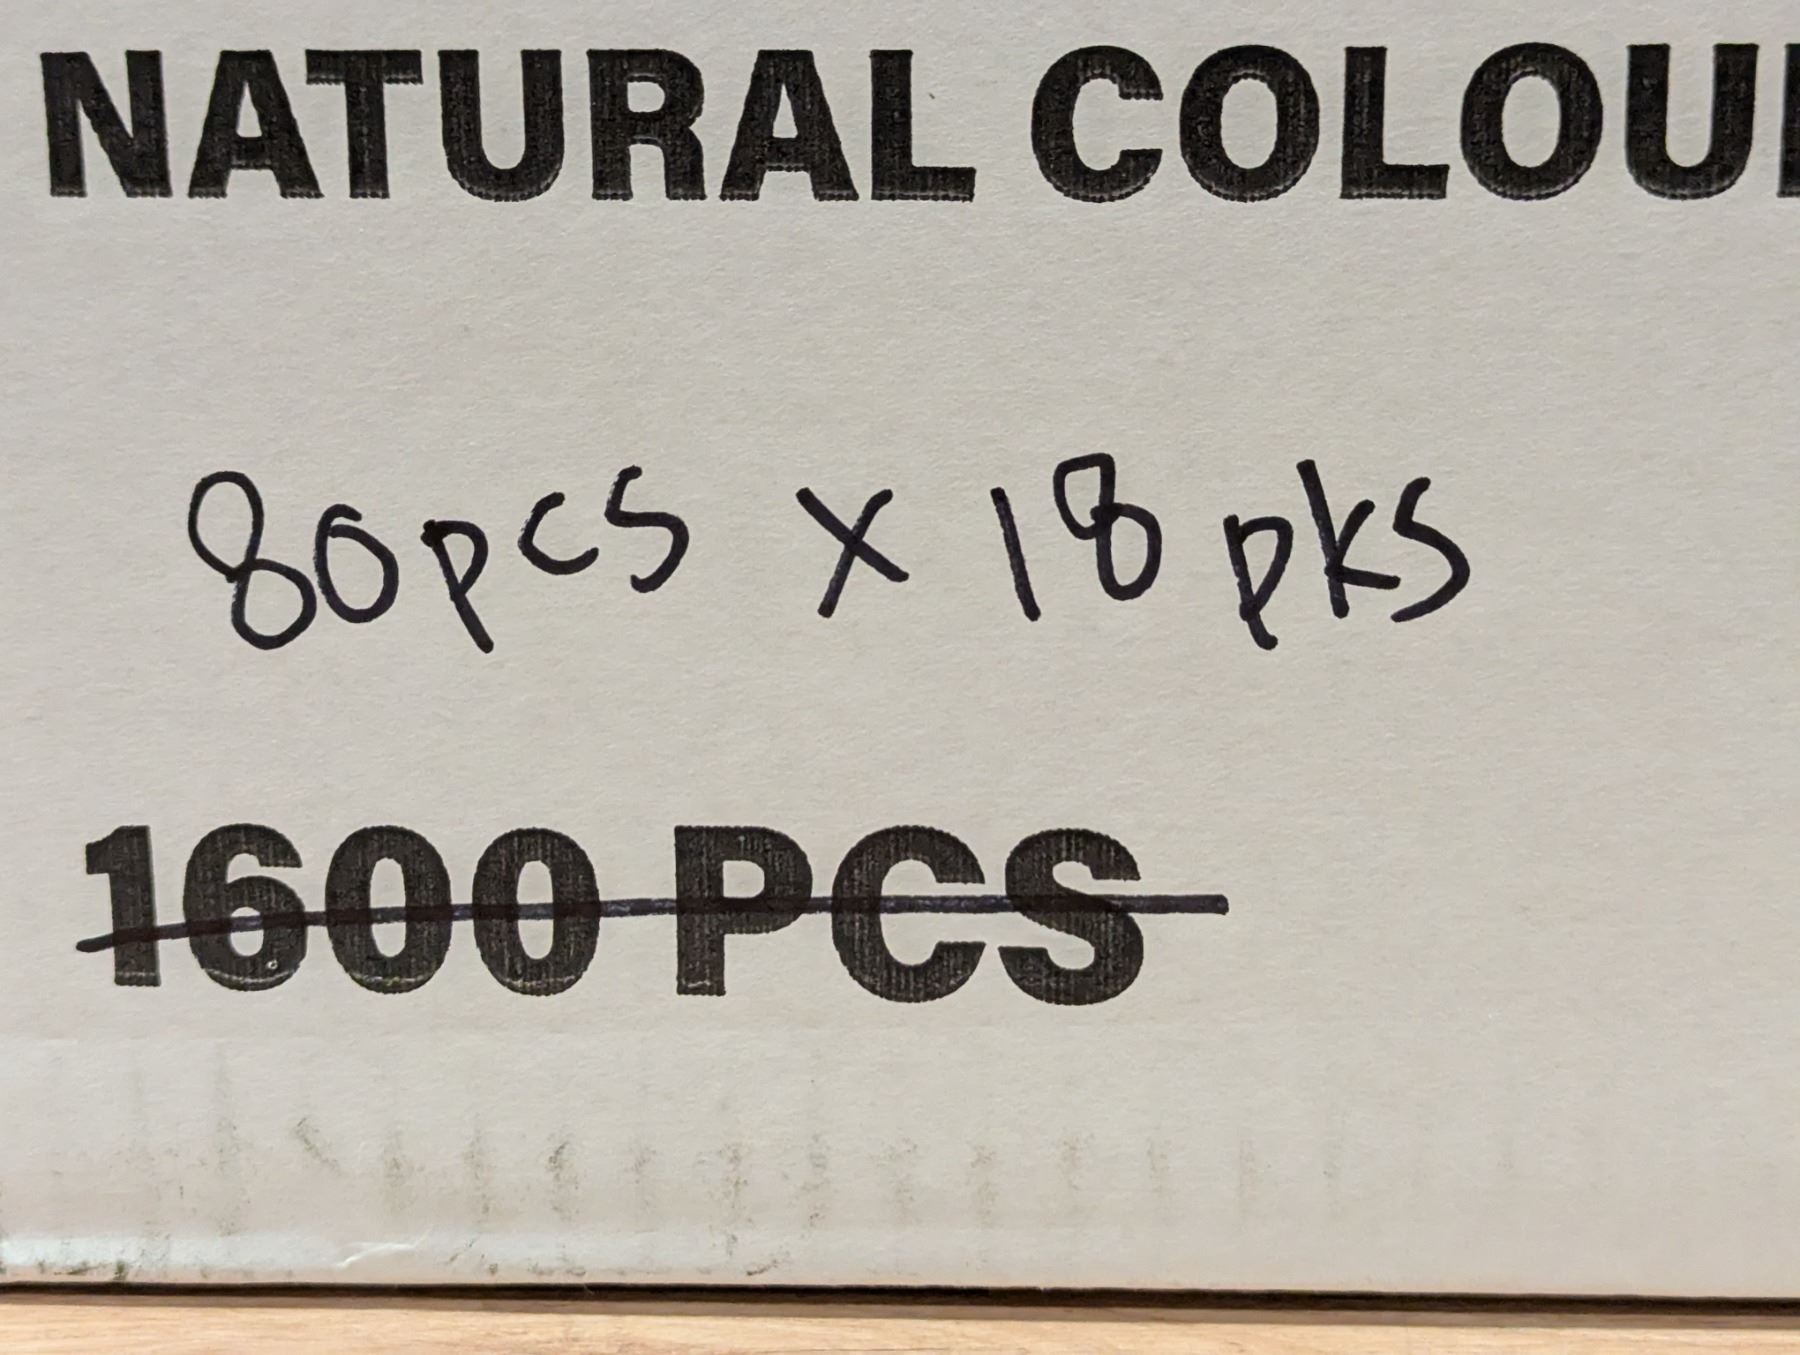 NATURAL COLOU
80pcs x 18 pks
1600 PCS